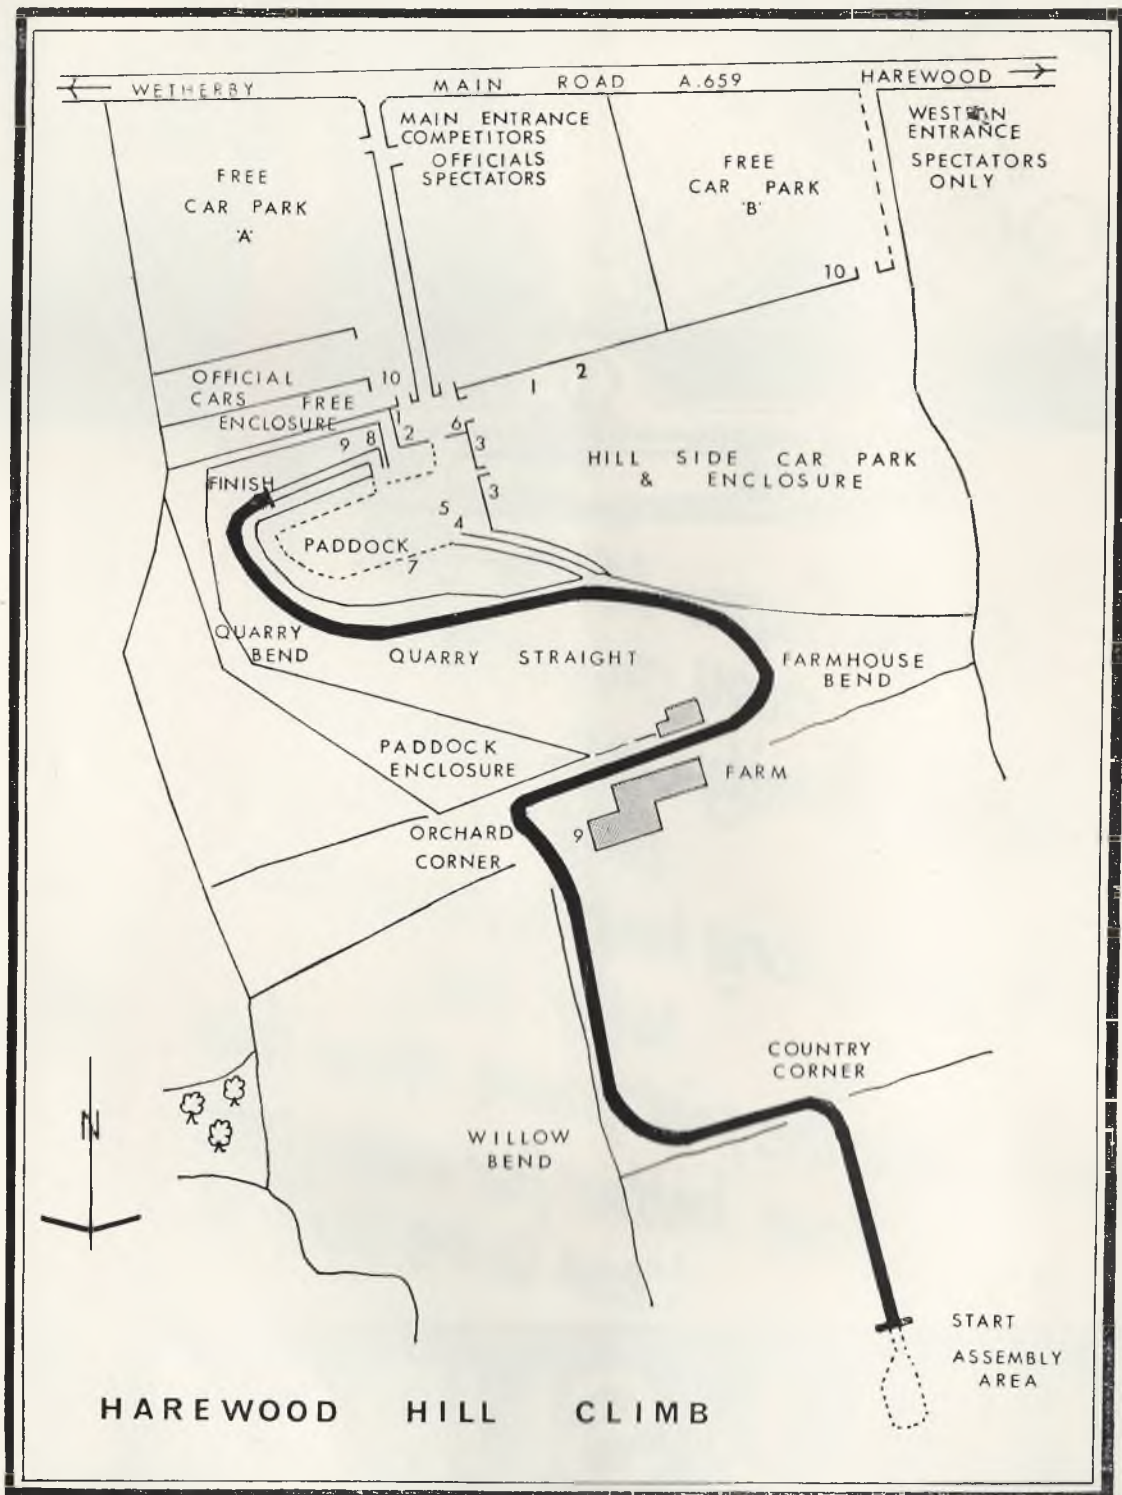 WETHERBY
MAIN ROAD A.659
HAREWOOD
MAIN ENTRANCE
COMPETITORS
OFFICIALS
SPECTATORS
ENTRANCE
SPECTATORS
ONLY
FREE
CAR PARK
'A'
FREE
CAR PARK
'B'
10
OFFICIAL
CARS
10
FREE
ENCLOSURE
1
2
1
2
6
3
9
8
HILL SIDE CAR PARK
& ENCLOSURE
FINISH
3
5
4
PADDOCK
7
QUARRY
BEND
QUARRY STRAIGHT
FARMHOUSE
BEND
PADDOCK
ENCLOSURE
FARM
ORCHARD
CORNER
9
COUNTRY
CORNER
N
WILLOW
BEND
START
ASSEMBLY
AREA
HAREWOOD HILL CLIMB